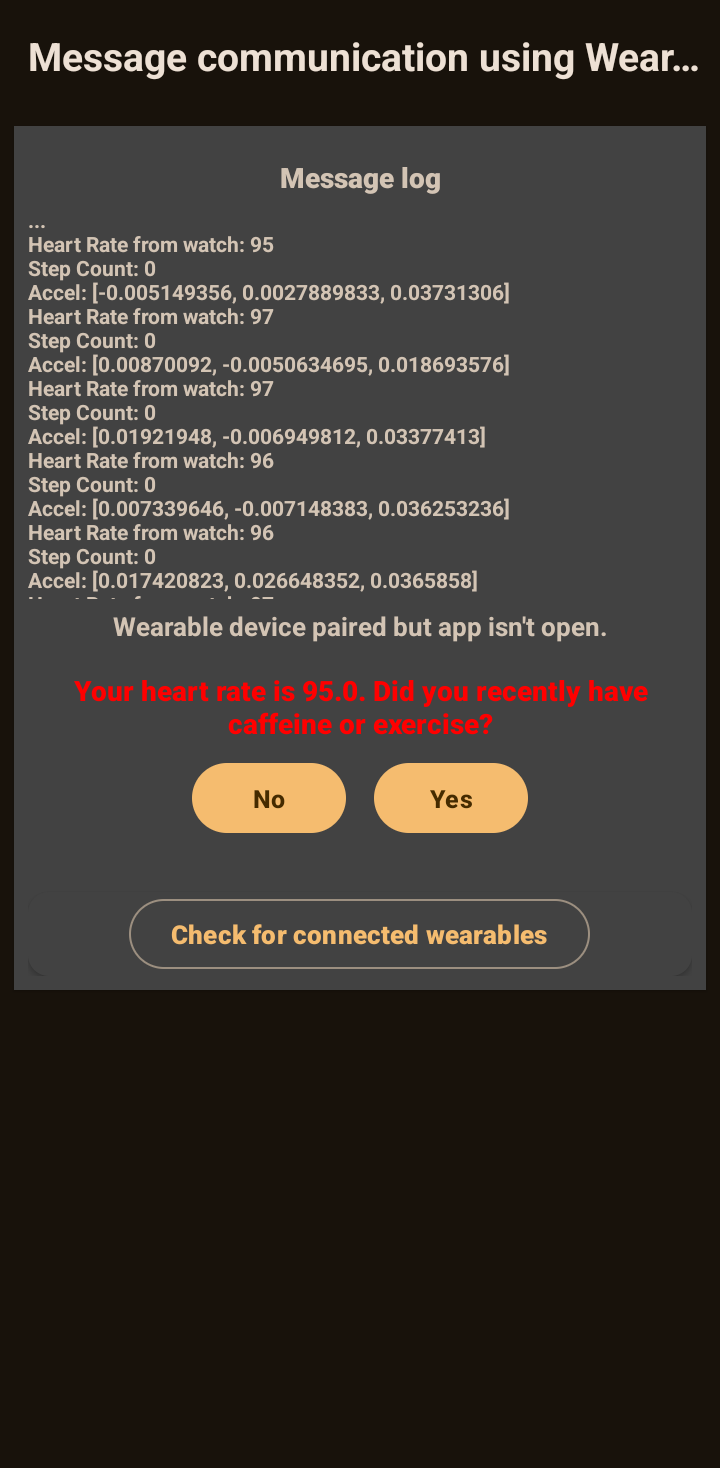 Message communication using Wear...
Message log
...
Heart Rate from watch: 95
Step Count: 0
Accel: [-0.005149356, 0.0027889833, 0.03731306]
Heart Rate from watch: 97
Step Count: 0
Accel: [0.00870092, -0.0050634695, 0.018693576]
Heart Rate from watch: 97
Step Count: 0
Accel: [0.01921948, -0.006949812, 0.03377413]
Heart Rate from watch: 96
Step Count: 0
Accel: [0.007339646, -0.007148383, 0.036253236]
Heart Rate from watch: 96
Step Count: 0
Accel: [0.017420823, 0.026648352, 0.0365858]
Wearable device paired but app isn't open.
Your heart rate is 95.0. Did you recently have
caffeine or exercise?
No
Yes
Check for connected wearables